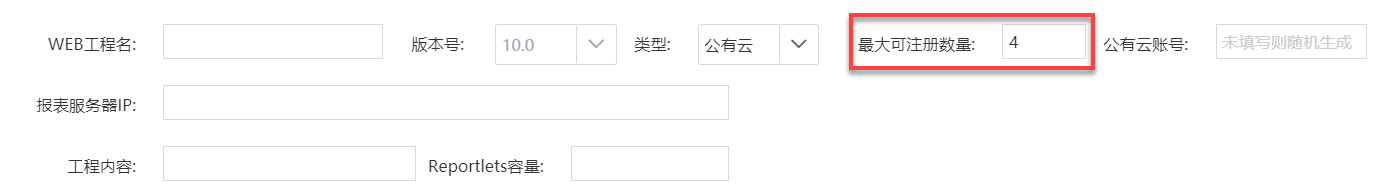 WEB工程名: 版本号: 10.0 类型: 公有云 最大可注册数量: 4 公有云账号: 未填写则随机生成
报表服务器IP:
工程内容: Reportlets容量: